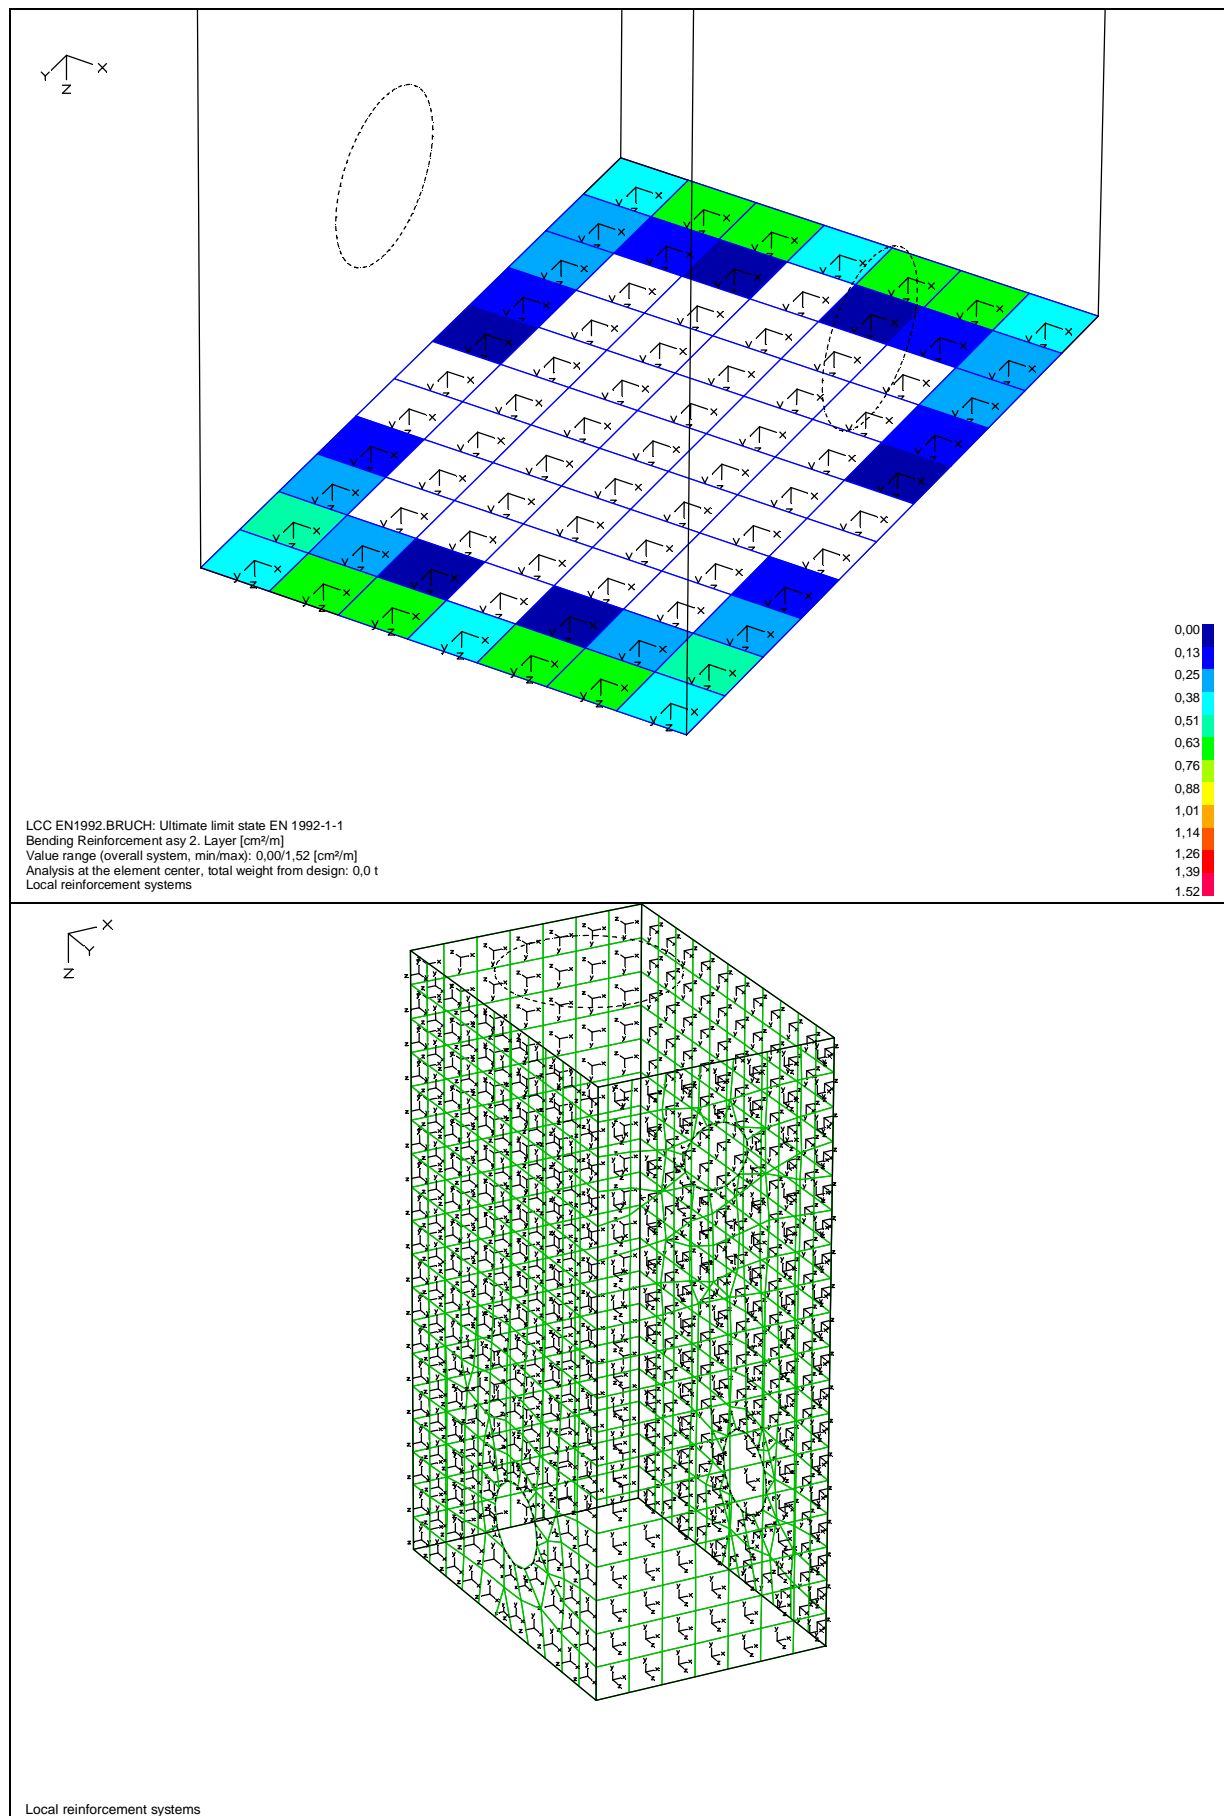 Y X
Z
0,00
0,13
0,25
0,38
0,51
0,63
0,76
0,88
1,01
1,14
1,26
1,39
1.52
LCC EN1992.BRUCH: Ultimate limit state EN 1992-1-1
Bending Reinforcement asy 2. Layer [cm²/m]
Value range (overall system, min/max): 0,00/1,52 [cm²/m]
Analysis at the element center, total weight from design: 0,0 t
Local reinforcement systems
X
Y
Z
Local reinforcement systems